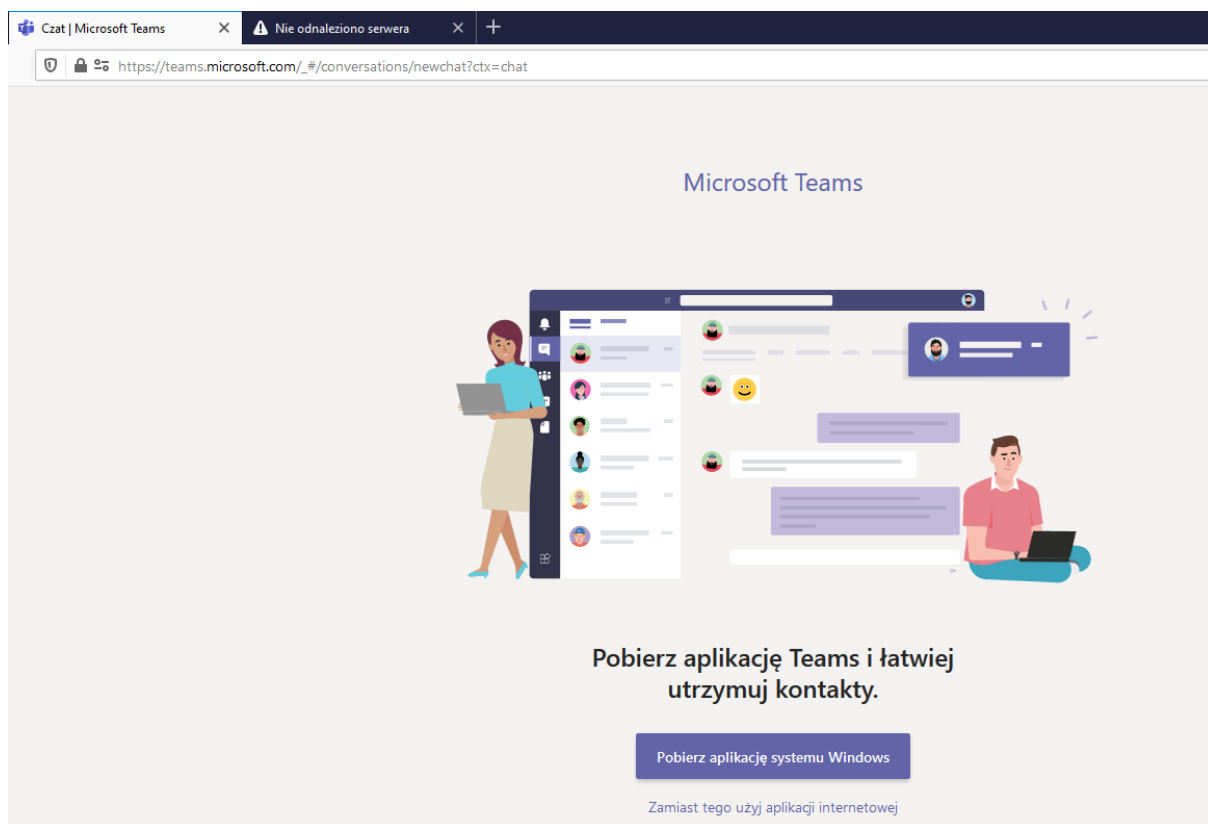 Czat | Microsoft Teams
Nie odnaleziono serwera
https://teams.microsoft.com/_#/conversations/newchat?ctx=chat
Microsoft Teams
Pobierz aplikację Teams i łatwiej
utrzymuj kontakty.
Pobierz aplikację systemu Windows
Zamiast tego użyj aplikacji internetowej